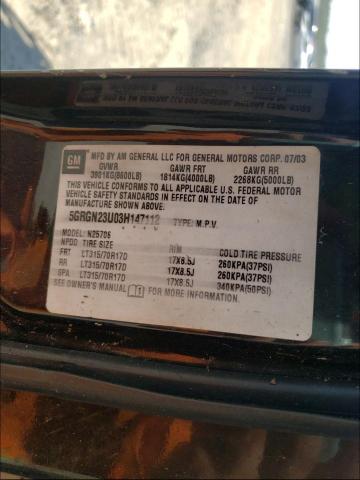 GM
MFD BY AM GENERAL LLC FOR GENERAL MOTORS CORP. 07/03
GVWR GAWR FRT GAWR RR
3901KG(8600LB) 1814KG(4000LB) 2268KG(5000LB)
THIS VEHICLE CONFORMS TO ALL APPLICABLE U.S. FEDERAL MOTOR
VEHICLE SAFETY STANDARDS IN EFFECT ON THE DATE OF
MANUFACTURE SHOWN ABOVE.
5GRGN23U03H147112 TYPE: M.P.V.
MODEL: N25706
NPDD TIRE SIZE RIM COLD TIRE PRESSURE
FRT LT315/70R17D 17X8.5J 260KPA(37PSI)
RR LT315/70R17D 17X8.5J 260KPA(37PSI)
SPA LT315/70R17D 17X8.5J 340KPA(50PSI)
SEE OWNER'S MANUAL FOR MORE INFORMATION.